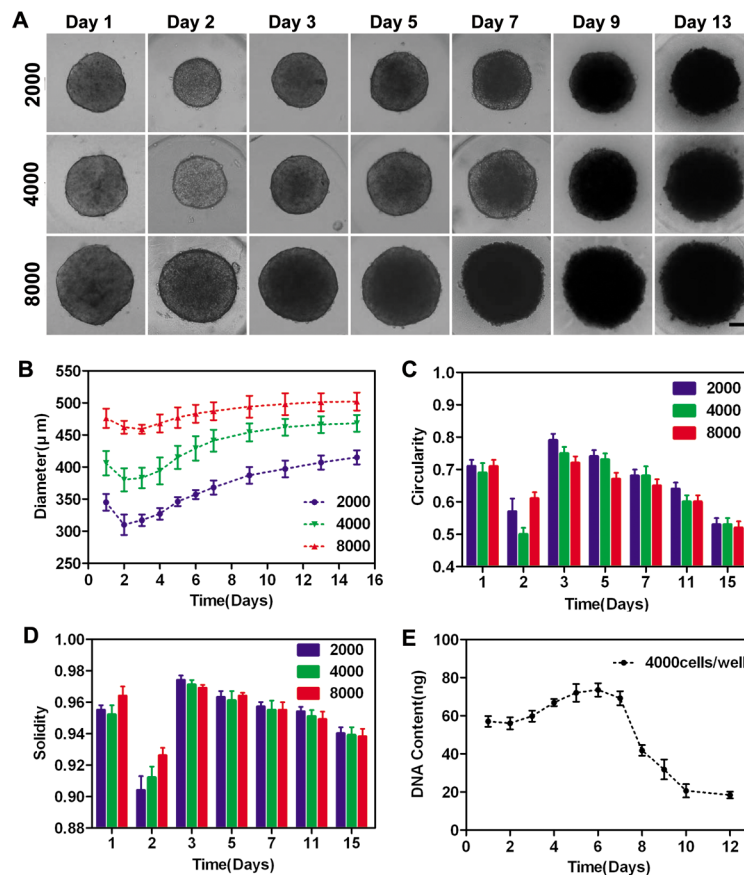 A
Day 1 Day 2 Day 3 Day 5 Day 7 Day 9 Day 13
2000
4000
8000
B
Diameter(μm)
550
500
450
400
350
300
250
2000
4000
8000
0 2 4 6 8 10 12 14 16
Time(Days)
C
Circularity
1.0
0.9
0.8
0.7
0.6
0.5
0.4
2000
4000
8000
1 2 3 5 7 11 15
Time(Days)
D
Solidity
1.00
0.98
0.96
0.94
0.92
0.90
0.88
2000
4000
8000
1 2 3 5 7 11 15
Time(Days)
E
DNA Content(ng)
100
80
60
40
20
0
4000cells/well
0 2 4 6 8 10 12
Time(Days)